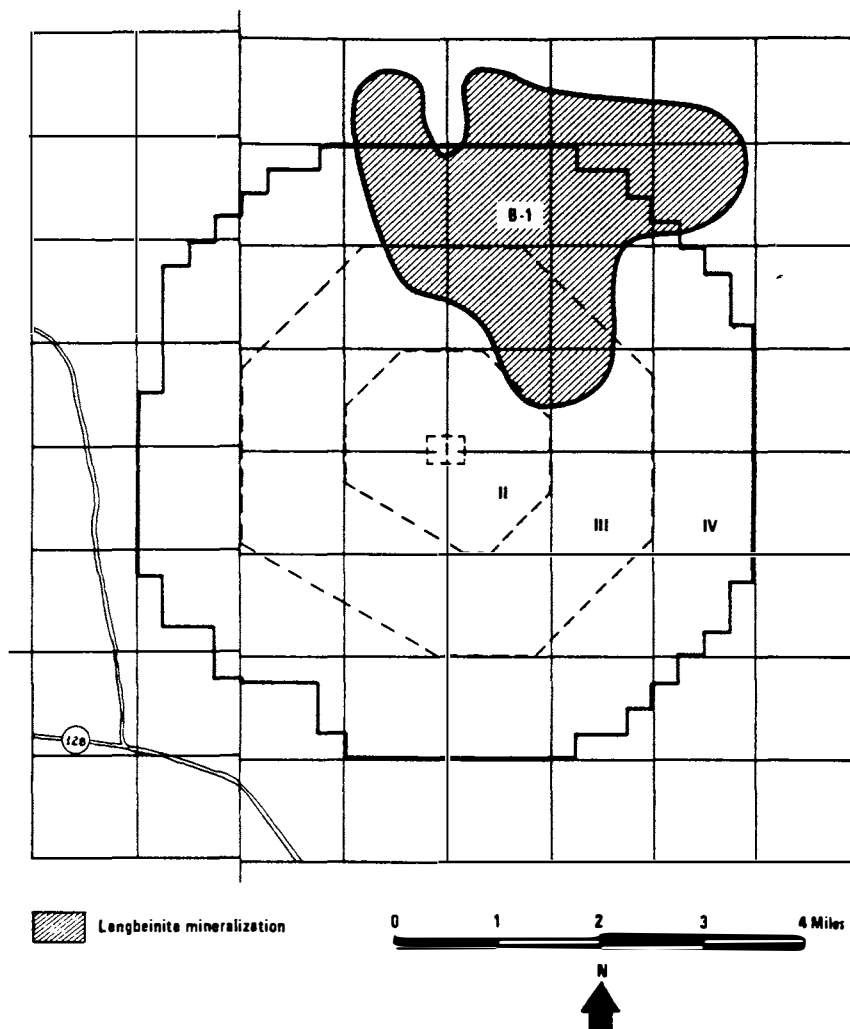 B-1
I
II
III
IV
128
Langbeinite mineralization
0 1 2 3 4 Miles
N